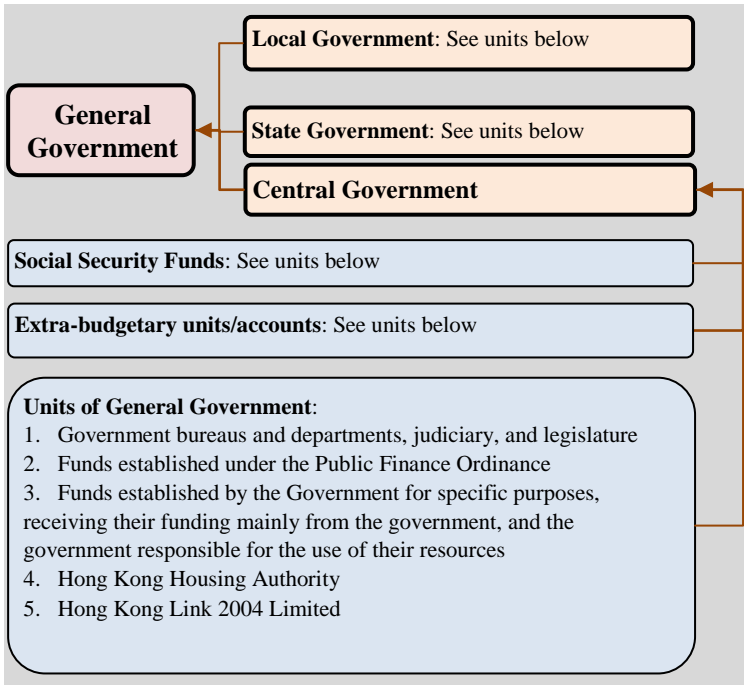 Local Government: See units below
General
Government
State Government: See units below
Central Government
Social Security Funds: See units below
Extra-budgetary units/accounts: See units below
Units of General Government:
1. Government bureaus and departments, judiciary, and legislature
2. Funds established under the Public Finance Ordinance
3. Funds established by the Government for specific purposes,
receiving their funding mainly from the government, and the
government responsible for the use of their resources
4. Hong Kong Housing Authority
5. Hong Kong Link 2004 Limited